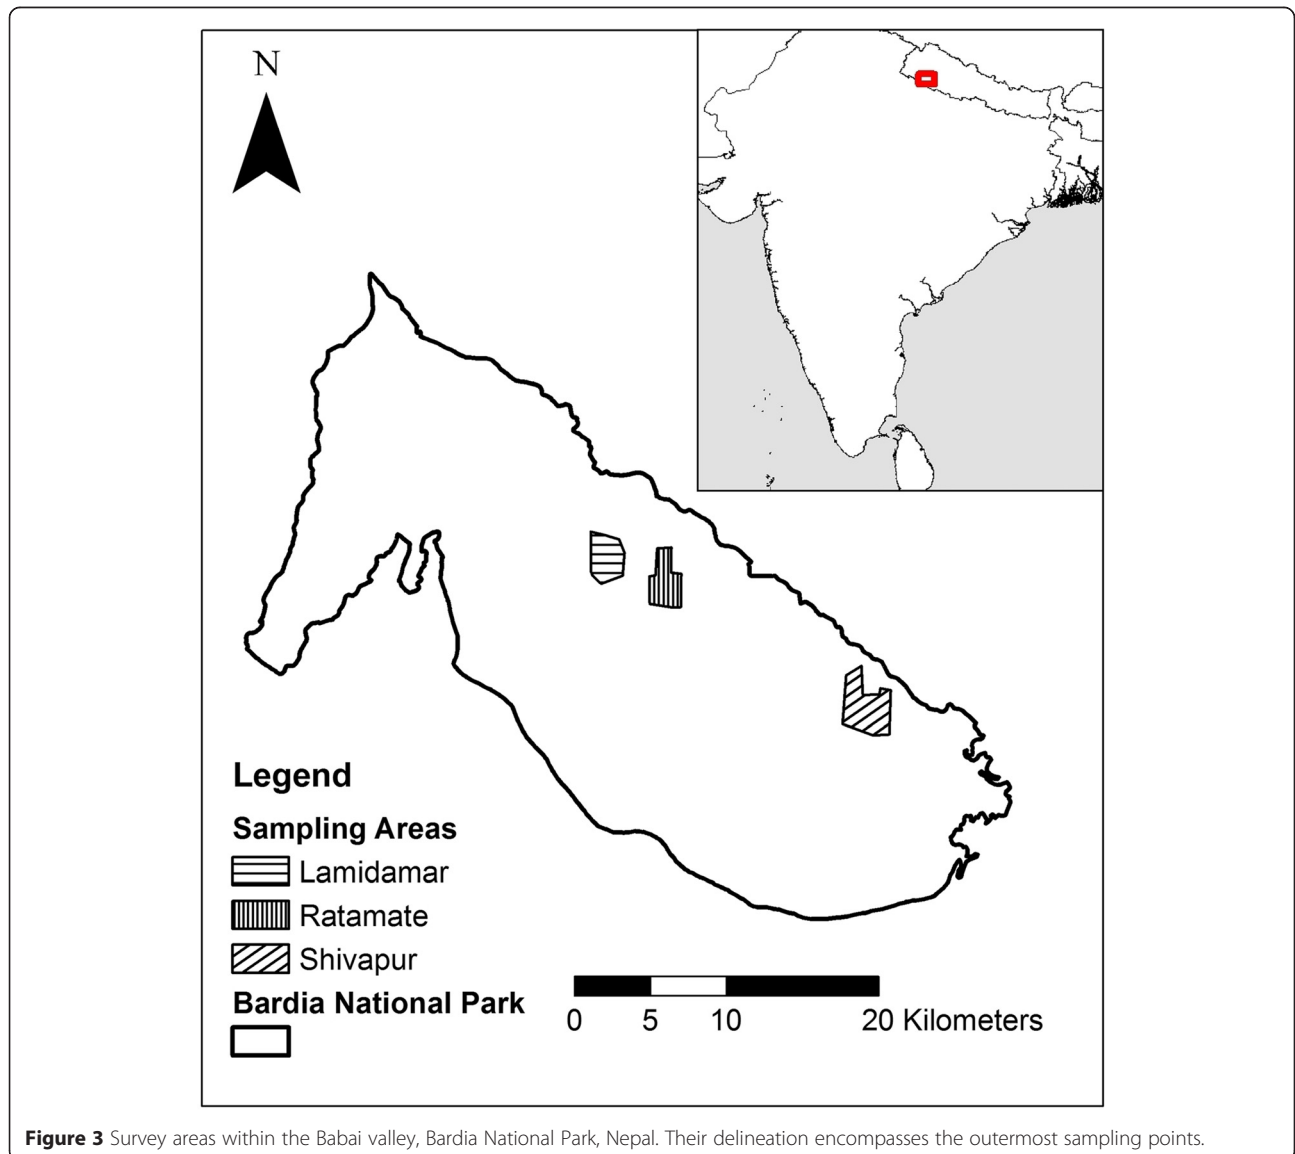 N
Legend
Sampling Areas
Lamidamar
Ratamate
Shivapur
Bardia National Park
0 5 10 20 Kilometers
Figure 3 Survey areas within the Babai valley, Bardia National Park, Nepal. Their delineation encompasses the outermost sampling points.